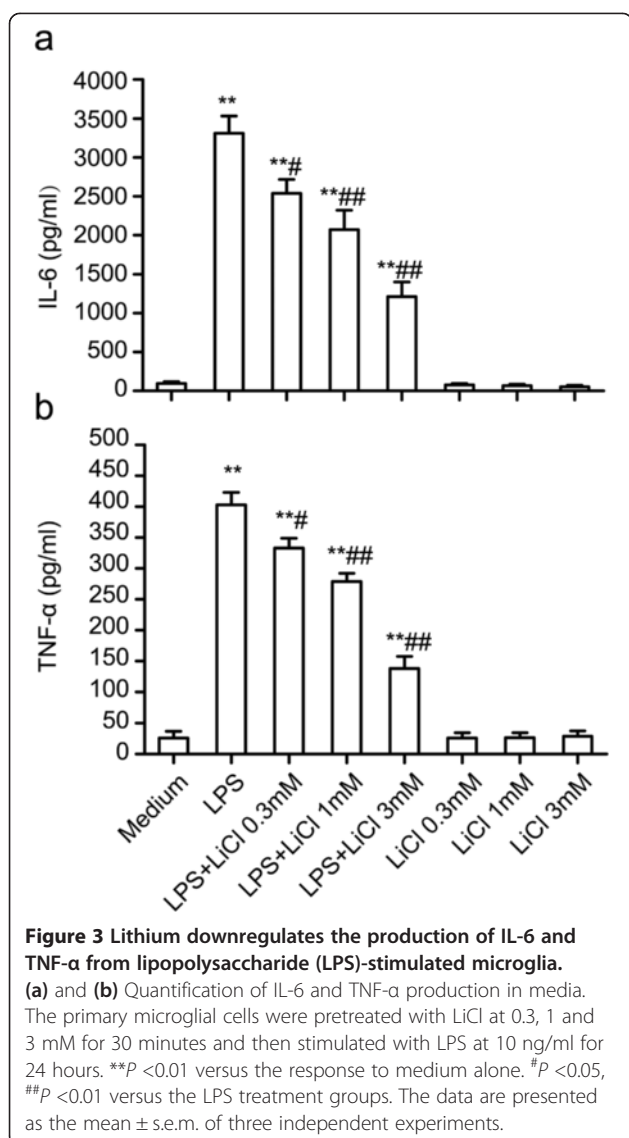 a
4000
**
3500
3000
**#
2500
**##
2000
1500
**##
1000
500
0
IL-6 (pg/ml)
b
500
450
**
400
350
**#
300
**##
250
200
150
**##
100
50
0
TNF-α (pg/ml)
Medium
LPS
LPS+LiCl 0.3mM
LPS+LiCl 1mM
LPS+LiCl 3mM
LiCl 0.3mM
LiCl 1mM
LiCl 3mM
Figure 3 Lithium downregulates the production of IL-6 and
TNF-α from lipopolysaccharide (LPS)-stimulated microglia.
(a) and (b) Quantification of IL-6 and TNF-α production in media.
The primary microglial cells were pretreated with LiCl at 0.3, 1 and
3 mM for 30 minutes and then stimulated with LPS at 10 ng/ml for
24 hours. **P <0.01 versus the response to medium alone. #P <0.05,
##P <0.01 versus the LPS treatment groups. The data are presented
as the mean ± s.e.m. of three independent experiments.